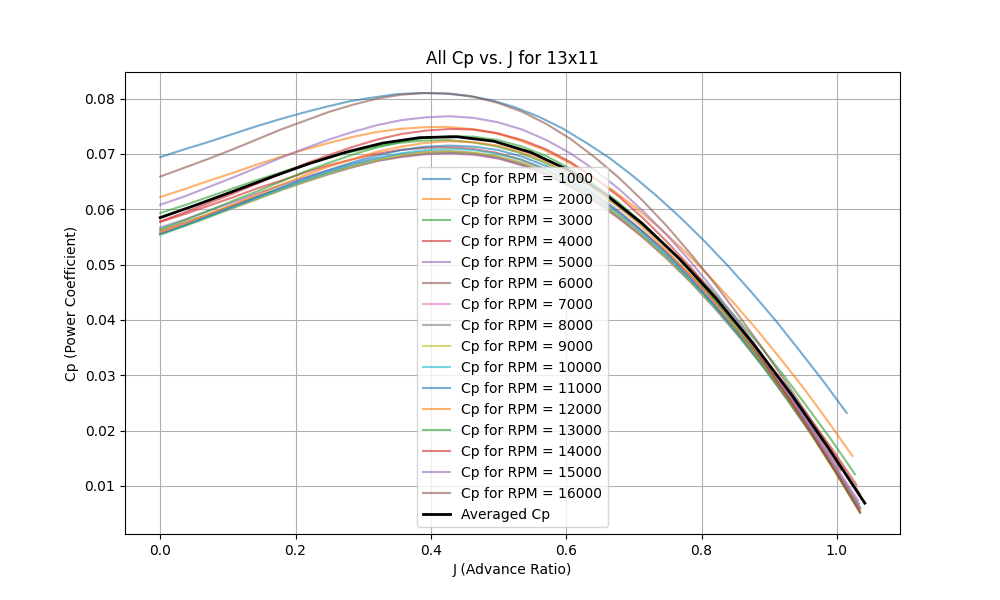 All Cp vs. J for 13x11
Cp (Power Coefficient)
0.08
0.07
0.06
0.05
0.04
0.03
0.02
0.01
Cp for RPM = 1000
Cp for RPM = 2000
Cp for RPM = 3000
Cp for RPM = 4000
Cp for RPM = 5000
Cp for RPM = 6000
Cp for RPM = 7000
Cp for RPM = 8000
Cp for RPM = 9000
Cp for RPM = 10000
Cp for RPM = 11000
Cp for RPM = 12000
Cp for RPM = 13000
Cp for RPM = 14000
Cp for RPM = 15000
Cp for RPM = 16000
Averaged Cp
0.0 0.2 0.4 0.6 0.8 1.0
J (Advance Ratio)